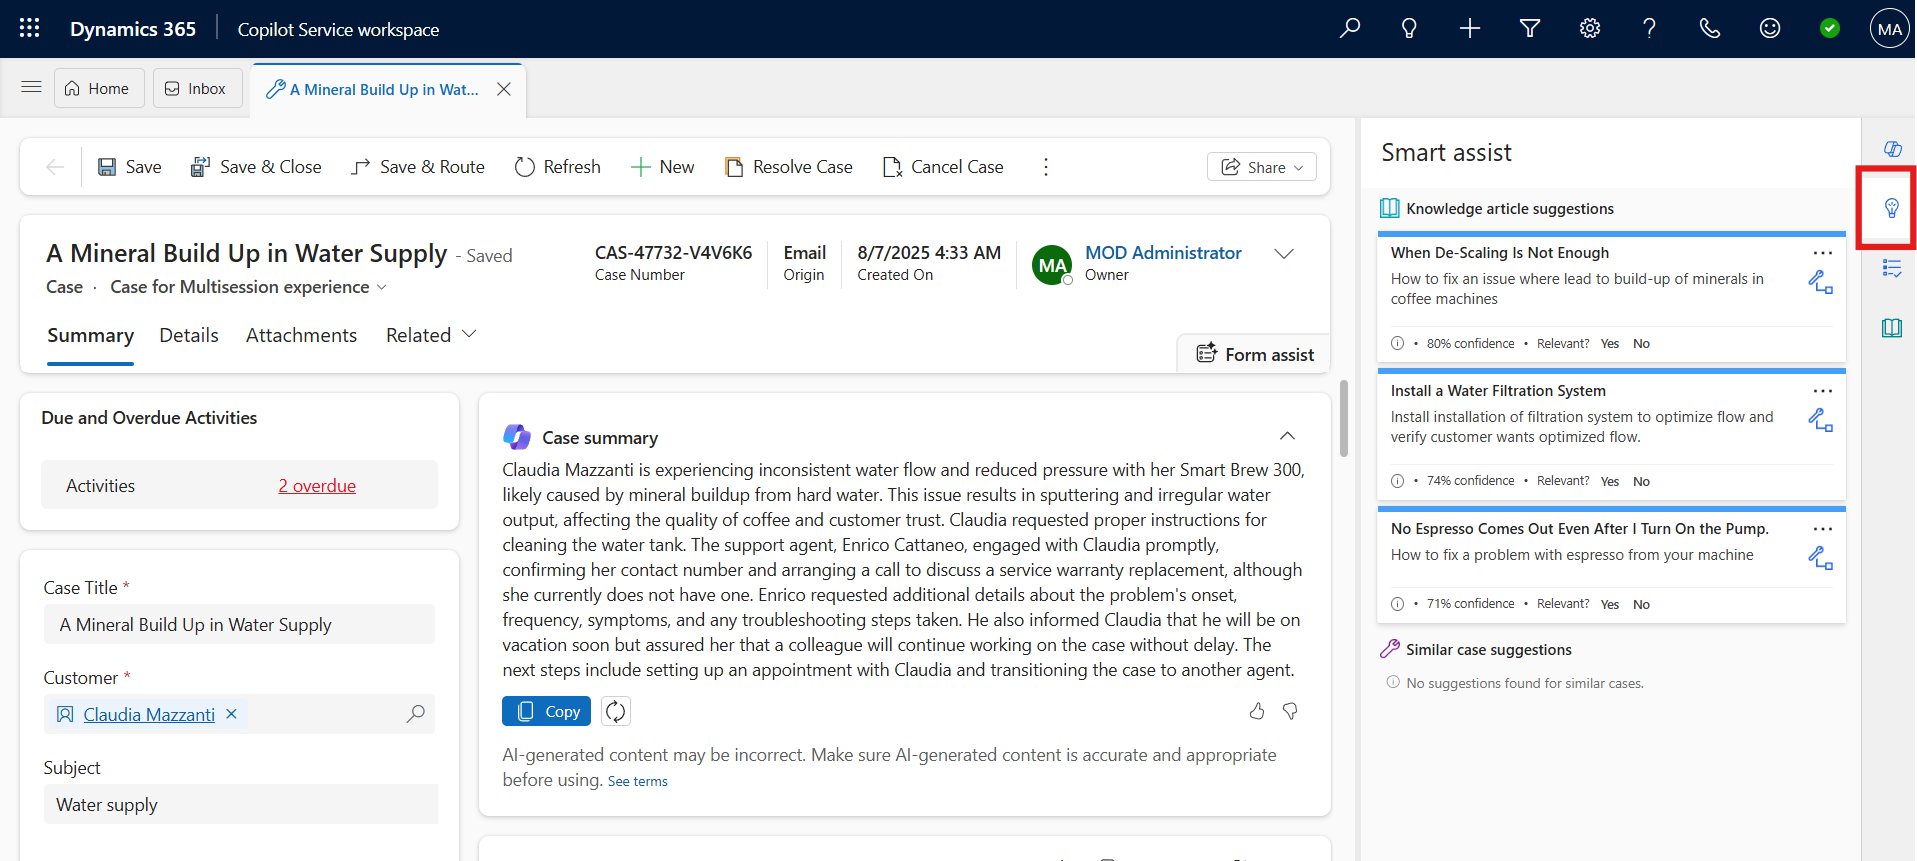 Dynamics 365
Copilot Service workspace
MA
Home
Inbox
A Mineral Build Up in Wat...
Save
Save & Close
Save & Route
Refresh
New
Resolve Case
Cancel Case
Share
A Mineral Build Up in Water Supply - Saved
Case · Case for Multisession experience
CAS-47732-V4V6K6
Case Number
Email
Origin
8/7/2025 4:33 AM
Created On
MA
MOD Administrator
Owner
Summary
Details
Attachments
Related
Form assist
Due and Overdue Activities
Activities
2 overdue
Case Title *
A Mineral Build Up in Water Supply
Customer *
Claudia Mazzanti
Subject
Water supply
Case summary
Claudia Mazzanti is experiencing inconsistent water flow and reduced pressure with her Smart Brew 300,
likely caused by mineral buildup from hard water. This issue results in sputtering and irregular water
output, affecting the quality of coffee and customer trust. Claudia requested proper instructions for
cleaning the water tank. The support agent, Enrico Cattaneo, engaged with Claudia promptly,
confirming her contact number and arranging a call to discuss a service warranty replacement, although
she currently does not have one. Enrico requested additional details about the problem's onset,
frequency, symptoms, and any troubleshooting steps taken. He also informed Claudia that he will be on
vacation soon but assured her that a colleague will continue working on the case without delay. The
next steps include setting up an appointment with Claudia and transitioning the case to another agent.
Copy
AI-generated content may be incorrect. Make sure AI-generated content is accurate and appropriate
before using. See terms
Smart assist
Knowledge article suggestions
When De-Scaling Is Not Enough
How to fix an issue where lead to build-up of minerals in
coffee machines
• 80% confidence • Relevant? Yes No
Install a Water Filtration System
Install installation of filtration system to optimize flow and
verify customer wants optimized flow.
• 74% confidence • Relevant? Yes No
No Espresso Comes Out Even After I Turn On the Pump.
How to fix a problem with espresso from your machine
• 71% confidence • Relevant? Yes No
Similar case suggestions
No suggestions found for similar cases.